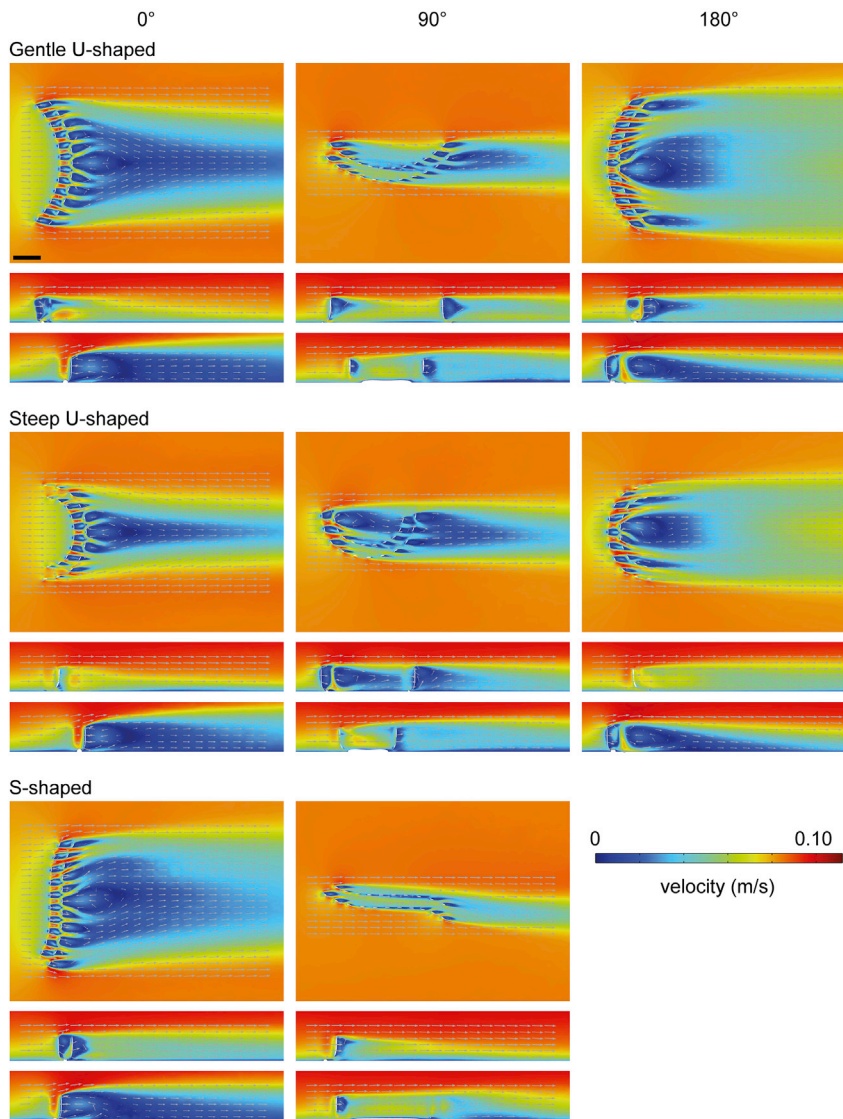 0° 90° 180°
Gentle U-shaped
Steep U-shaped
S-shaped
0 0.10
velocity (m/s)